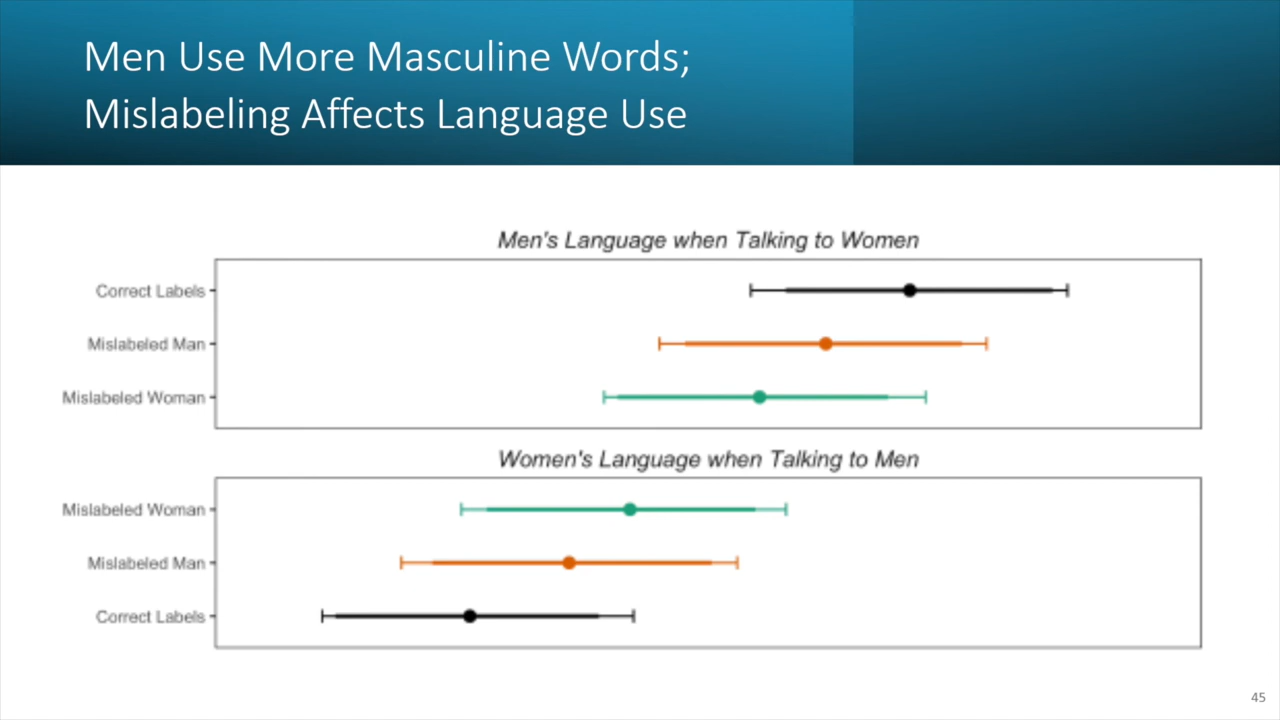 Men Use More Masculine Words;
Mislabeling Affects Language Use
Men's Language when Talking to Women
Correct Labels
Mislabeled Man
Mislabeled Woman
Women's Language when Talking to Men
Mislabeled Woman
Mislabeled Man
Correct Labels
45